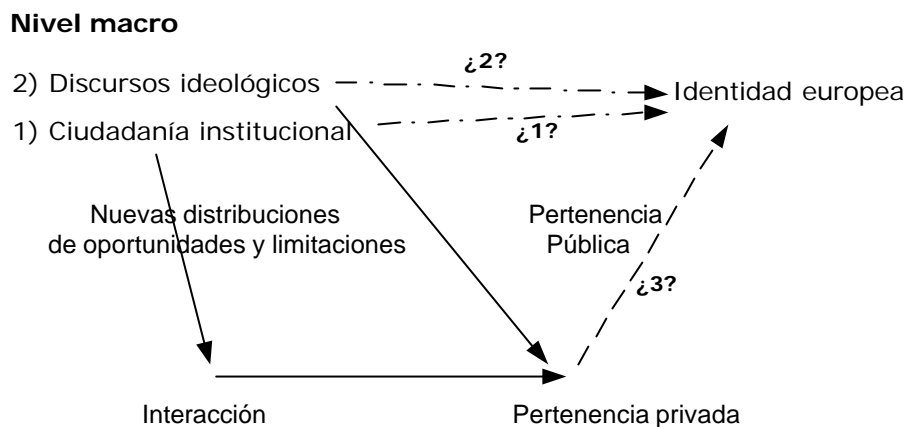 Nivel macro
2) Discursos ideológicos
¿2?
Identidad europea
1) Ciudadanía institucional
¿1?
Nuevas distribuciones
de oportunidades y limitaciones
Pertenencia
Pública
¿3?
Interacción
Pertenencia privada